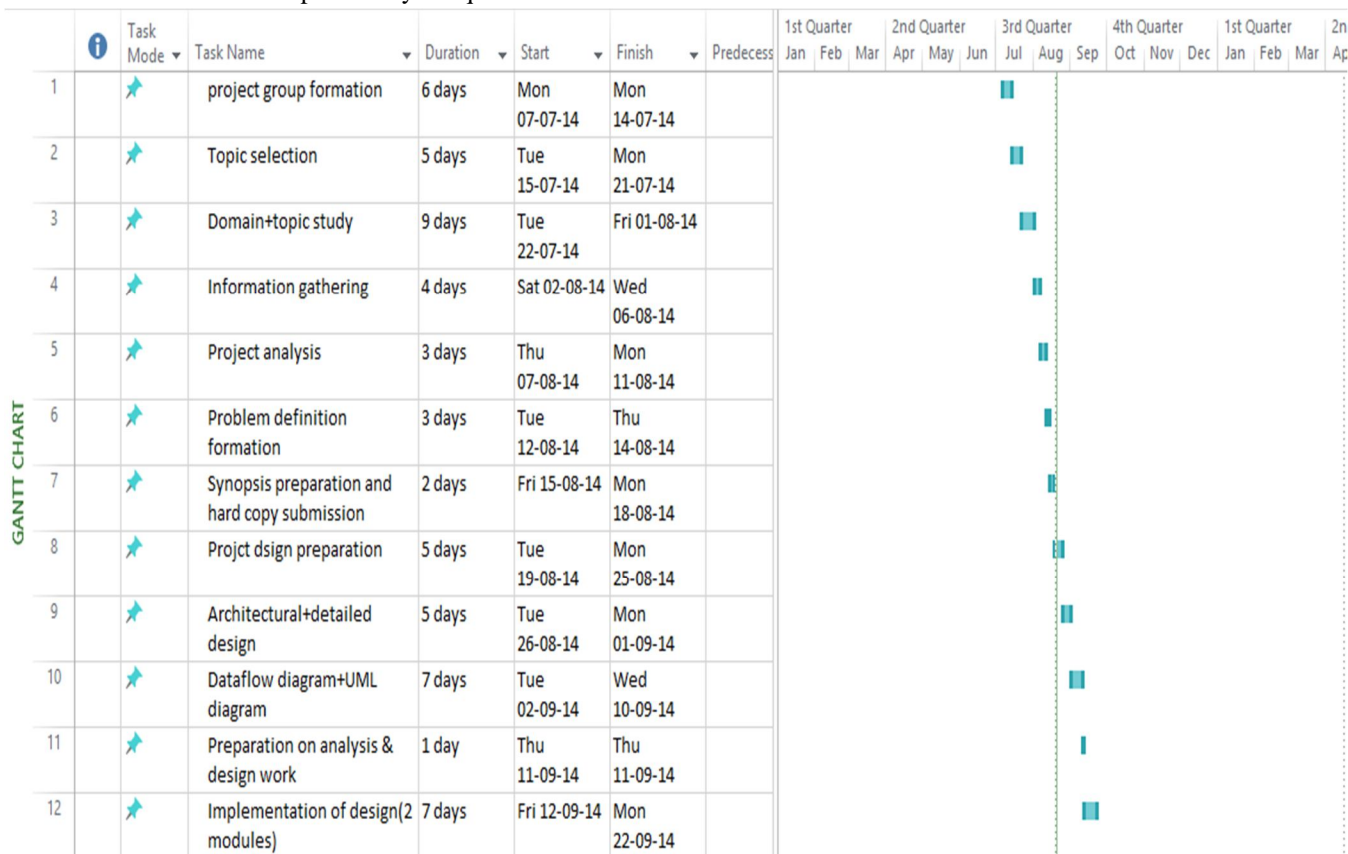 Task Mode Task Name Duration Start Finish Predecess
1st Quarter 2nd Quarter 3rd Quarter 4th Quarter 1st Quarter 2n
Jan Feb Mar Apr May Jun Jul Aug Sep Oct Nov Dec Jan Feb Mar Ap
GANTT CHART
1 project group formation 6 days Mon 07-07-14 Mon 14-07-14
2 Topic selection 5 days Tue 15-07-14 Mon 21-07-14
3 Domain+topic study 9 days Tue 22-07-14 Fri 01-08-14
4 Information gathering 4 days Sat 02-08-14 Wed 06-08-14
5 Project analysis 3 days Thu 07-08-14 Mon 11-08-14
6 Problem definition formation 3 days Tue 12-08-14 Thu 14-08-14
7 Synopsis preparation and hard copy submission 2 days Fri 15-08-14 Mon 18-08-14
8 Projct dsign preparation 5 days Tue 19-08-14 Mon 25-08-14
9 Architectural+detailed design 5 days Tue 26-08-14 Mon 01-09-14
10 Dataflow diagram+UML diagram 7 days Tue 02-09-14 Wed 10-09-14
11 Preparation on analysis & design work 1 day Thu 11-09-14 Thu 11-09-14
12 Implementation of design(2 modules) 7 days Fri 12-09-14 Mon 22-09-14